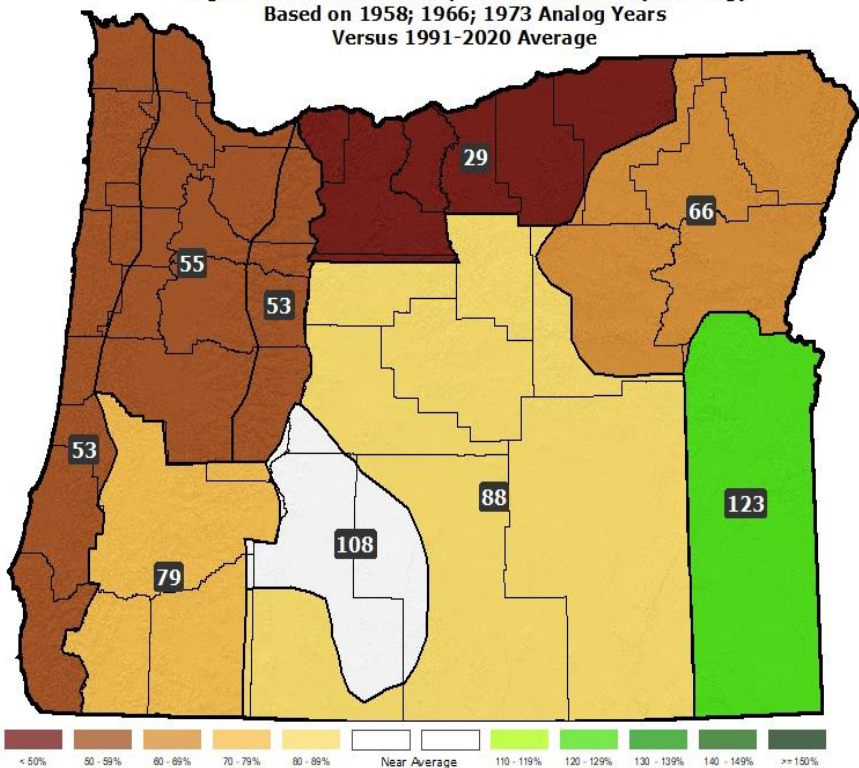 Based on 1958; 1966; 1973 Analog Years
Versus 1991-2020 Average
29
66
55
53
53
88
123
108
79
< 50%
50 - 59%
60 - 69%
70 - 79%
80 - 89%
Near Average
110 - 119%
120 - 129%
130 - 139%
140 - 149%
>= 150%